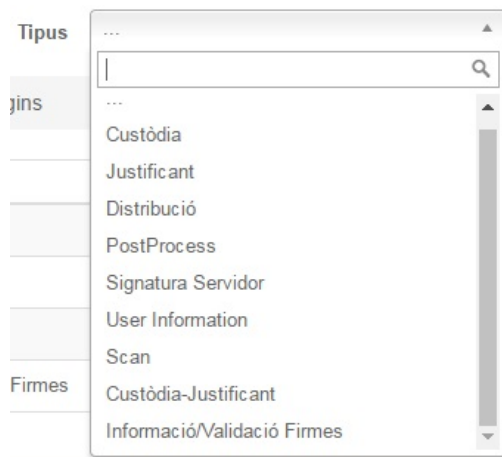 Tipus
...
gins
...
Custòdia
Justificant
Distribució
PostProcess
Signatura Servidor
User Information
Scan
Firmes
Custòdia-Justificant
Informació/Validació Firmes